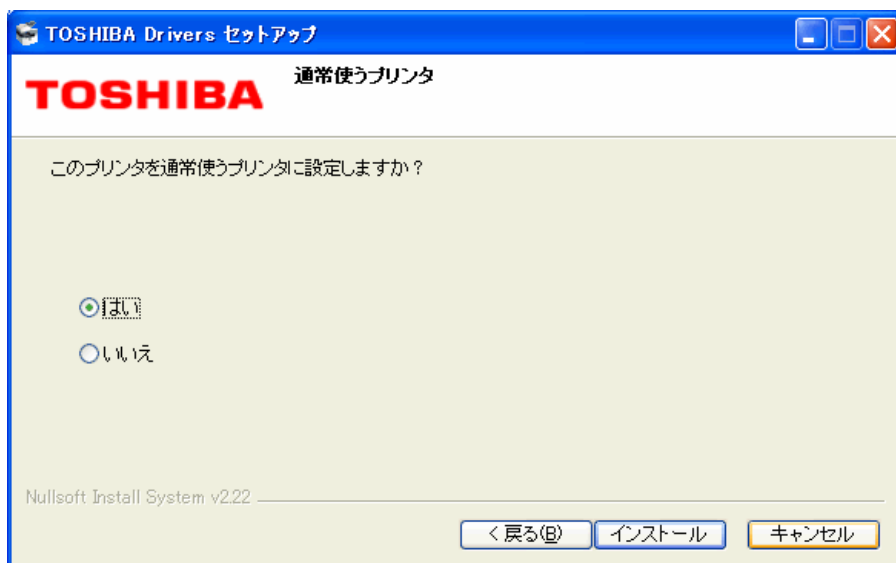 TOSHIBA Drivers セットアップ
TOSHIBA
通常使うプリンタ
このプリンタを通常使うプリンタに設定しますか？
はい
いいえ
Nullsoft Install System v2.22
< 戻る(B)
インストール
キャンセル